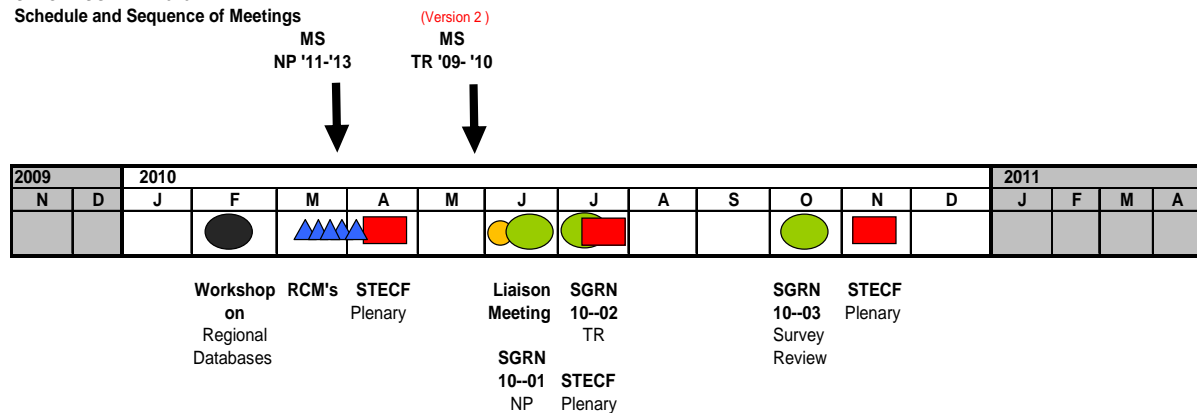 Schedule and Sequence of Meetings (Version 2 )
MS MS
NP '11-'13 TR '09- '10
2009 2010 2011
N D J F M A M J J A S O N D J F M A
Workshop RCM's STECF Liaison SGRN SGRN STECF
on Plenary Meeting 10--02 10--03 Plenary
Regional TR Survey
Databases SGRN Review
10--01 STECF
NP Plenary